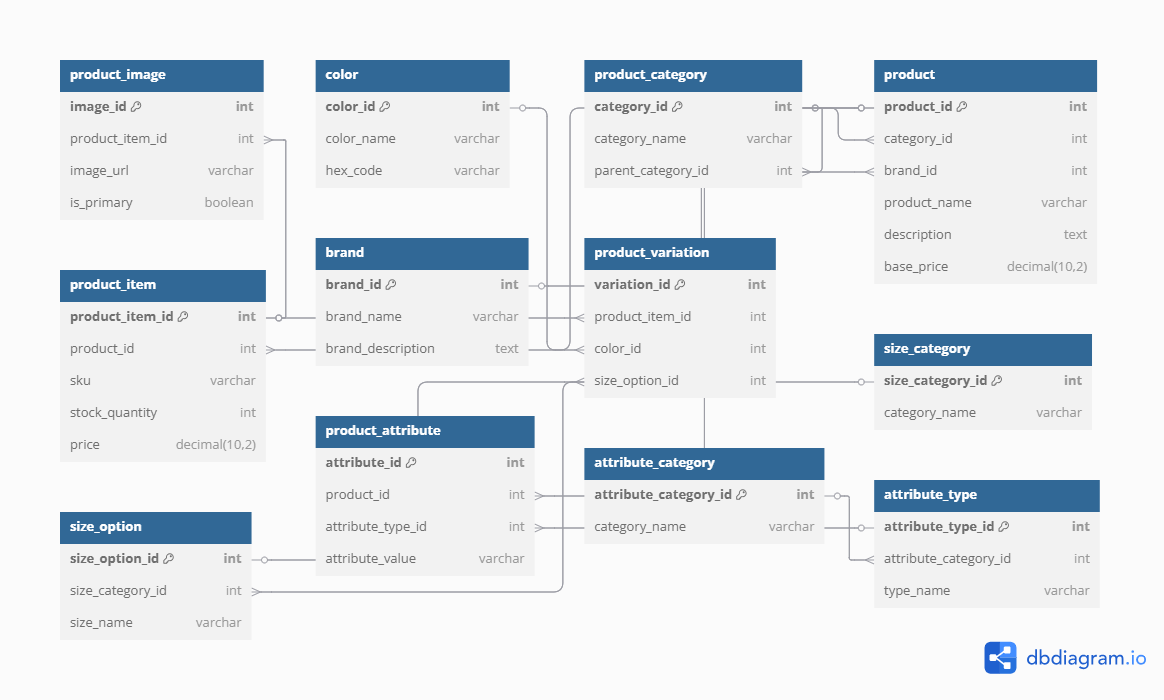 product_image
image_id int
product_item_id int
image_url varchar
is_primary boolean
color
color_id int
color_name varchar
hex_code varchar
product_category
category_id int
category_name varchar
parent_category_id int
product
product_id int
category_id int
brand_id int
product_name varchar
description text
base_price decimal(10,2)
product_item
product_item_id int
product_id int
sku varchar
stock_quantity int
price decimal(10,2)
brand
brand_id int
brand_name varchar
brand_description text
product_variation
variation_id int
product_item_id int
color_id int
size_option_id int
size_category
size_category_id int
category_name varchar
product_attribute
attribute_id int
product_id int
attribute_type_id int
attribute_value varchar
attribute_category
attribute_category_id int
category_name varchar
attribute_type
attribute_type_id int
attribute_category_id int
type_name varchar
size_option
size_option_id int
size_category_id int
size_name varchar
dbdiagram.io